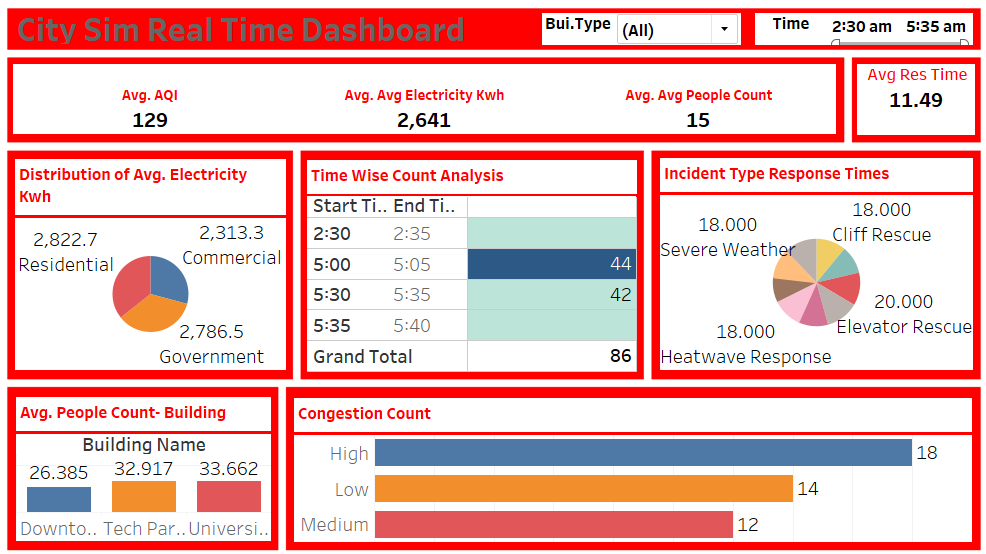 City Sim Real Time Dashboard
Bui.Type
(All)
Time
2:30 am 5:35 am
Avg. AQI
129
Avg. Avg Electricity Kwh
2,641
Avg. Avg People Count
15
Avg Res Time
11.49
Distribution of Avg. Electricity
Kwh
2,822.7
Residential
2,313.3
Commercial
2,786.5
Government
Time Wise Count Analysis
Start Ti.. End Ti..
2:30 2:35
5:00 5:05 44
5:30 5:35 42
5:35 5:40
Grand Total 86
Incident Type Response Times
18.000
Severe Weather
18.000
Cliff Rescue
20.000
Elevator Rescue
18.000
Heatwave Response
Avg. People Count- Building
Building Name
26.385 32.917 33.662
Downto.. Tech Par.. Universi..
Congestion Count
High 18
Low 14
Medium 12